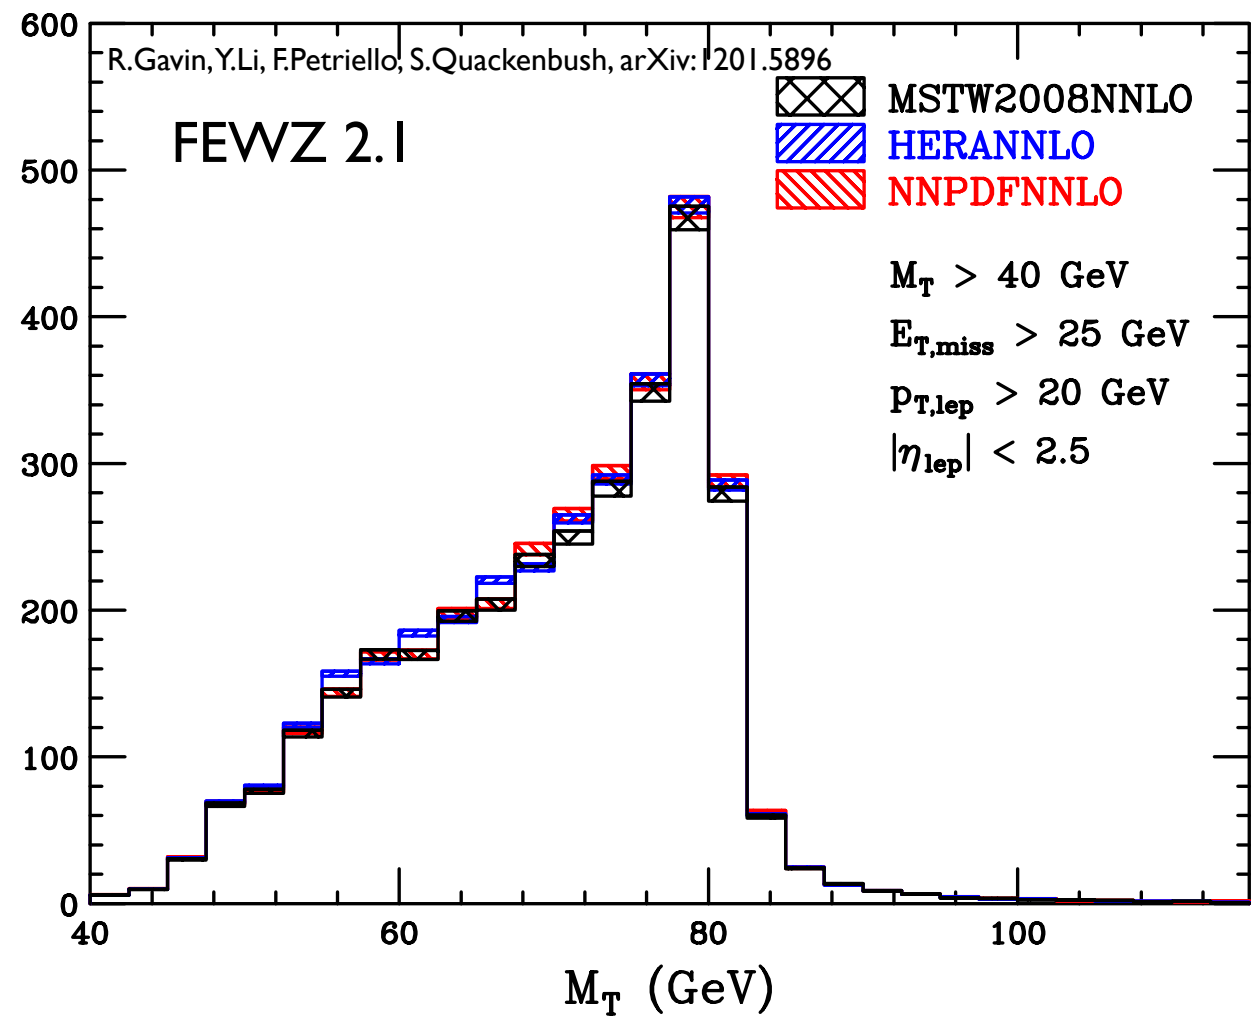 600
R.Gavin, Y.Li, F.Petriello, S.Quackenbush, arXiv:1201.5896
MSTW2008NNLO
FEWZ 2.1
HERANNLO
500
NNPDFNNLO
M_T > 40 GeV
400
E_T,miss > 25 GeV
p_T,lep > 20 GeV
300
|η_lep| < 2.5
200
100
0
40 60 80 100
M_T (GeV)